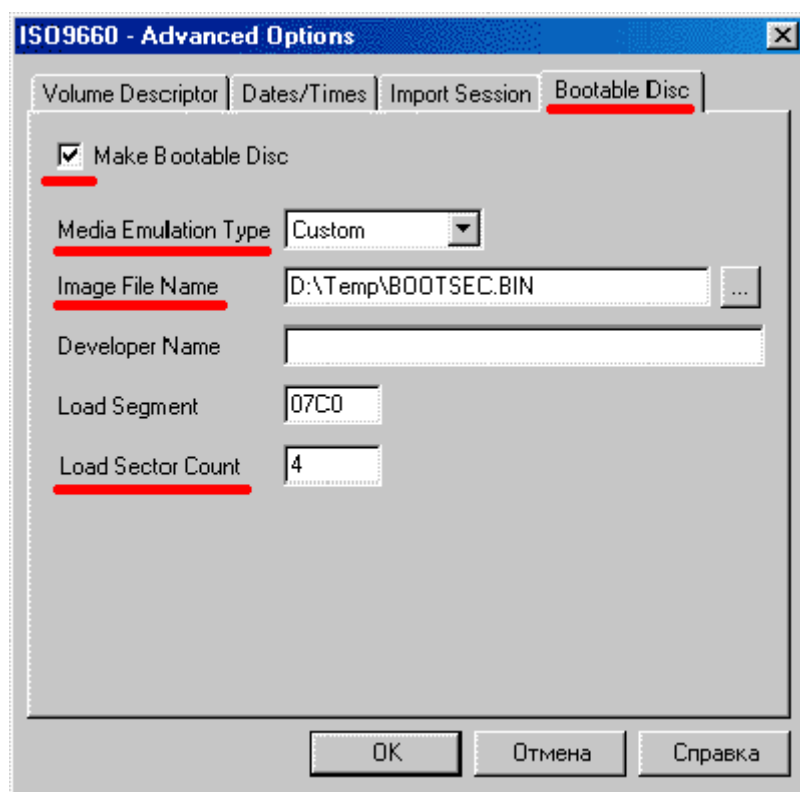 ISO9660 - Advanced Options
Volume Descriptor Dates/Times Import Session Bootable Disc
Make Bootable Disc
Media Emulation Type Custom
Image File Name D:\Temp\BOOTSEC.BIN ...
Developer Name
Load Segment 07C0
Load Sector Count 4
OK Отмена Справка